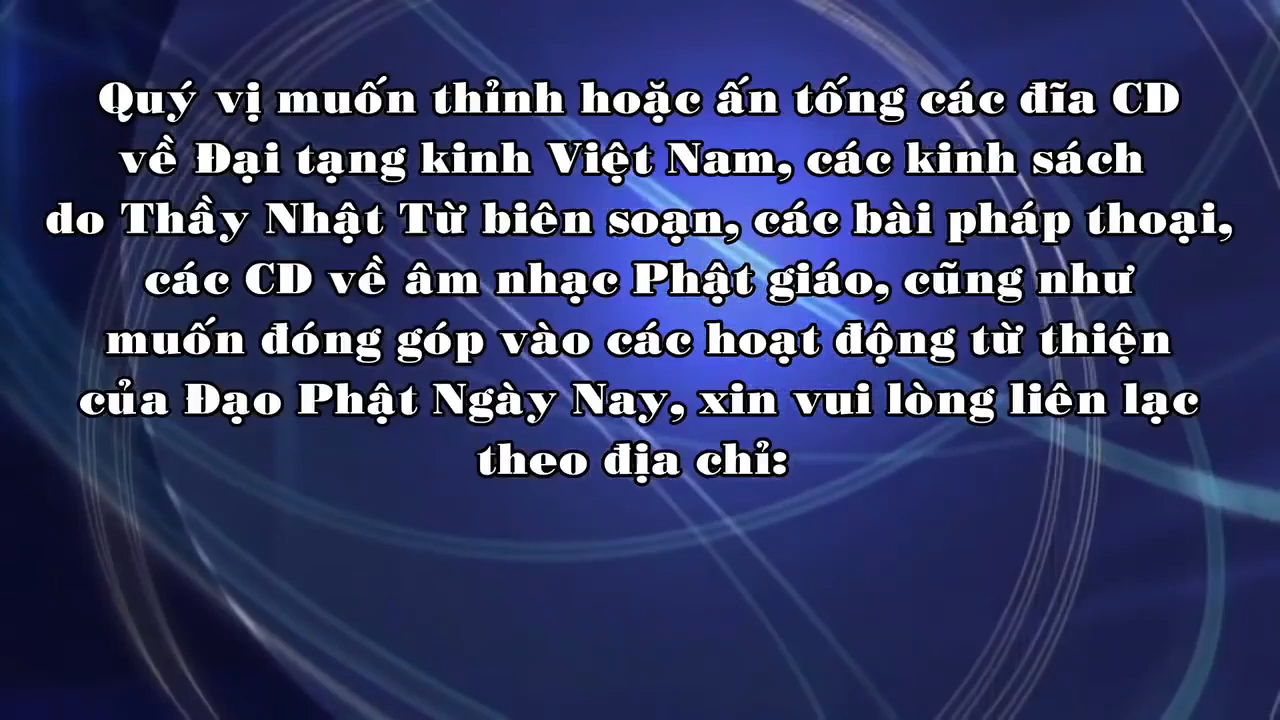 Quý vị muốn thỉnh hoặc ấn tống các đĩa CD
về Đại tạng kinh Việt Nam, các kinh sách
do Thầy Nhật Từ biên soạn, các bài pháp thoại,
các CD về âm nhạc Phật giáo, cũng như
muốn đóng góp vào các hoạt động từ thiện
của Đạo Phật Ngày Nay, xin vui lòng liên lạc
theo địa chỉ: